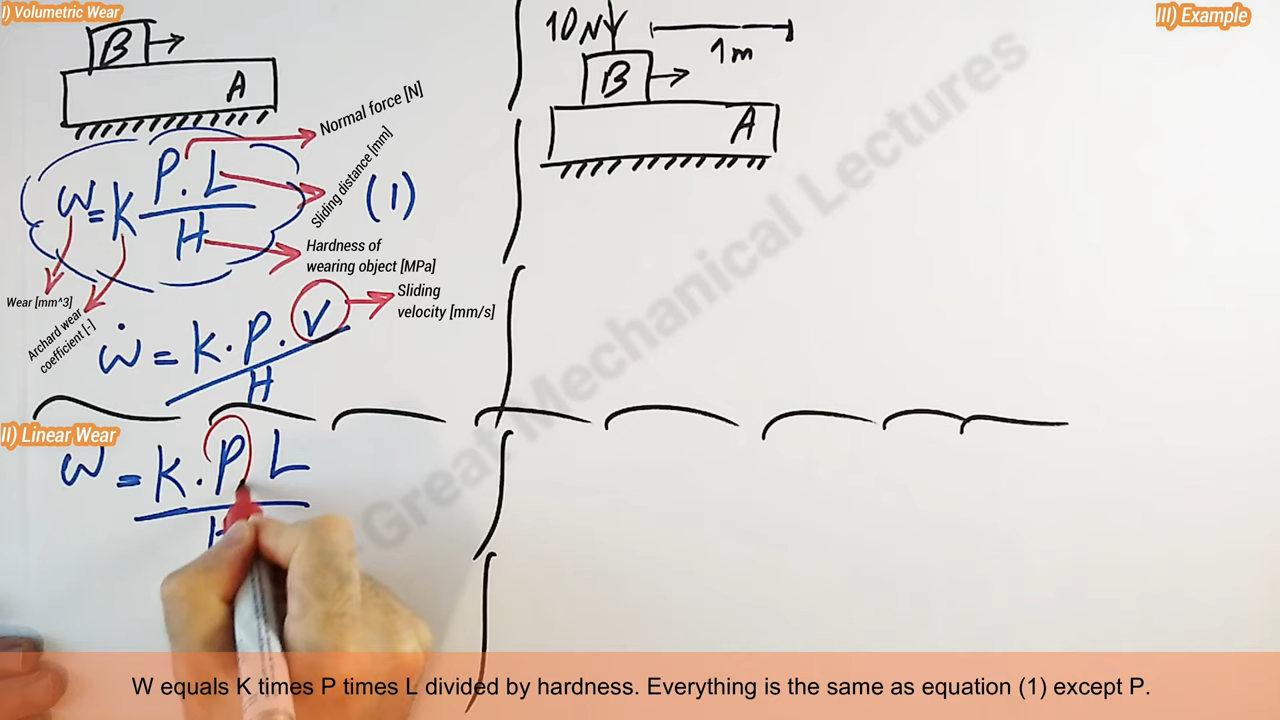 I) Volumetric Wear
III) Example
B
A
Normal force [N]
W = K P. L / H
(1)
Sliding distance [mm]
Hardness of
wearing object [MPa]
Wear [mm^3]
Archard wear
coefficient [-]
Sliding
velocity [mm/s]
ẇ = K. P. V / H
10N
1m
B
A
II) Linear Wear
W = K. P L
Great Mechanical Lectures
W equals K times P times L divided by hardness. Everything is the same as equation (1) except P.